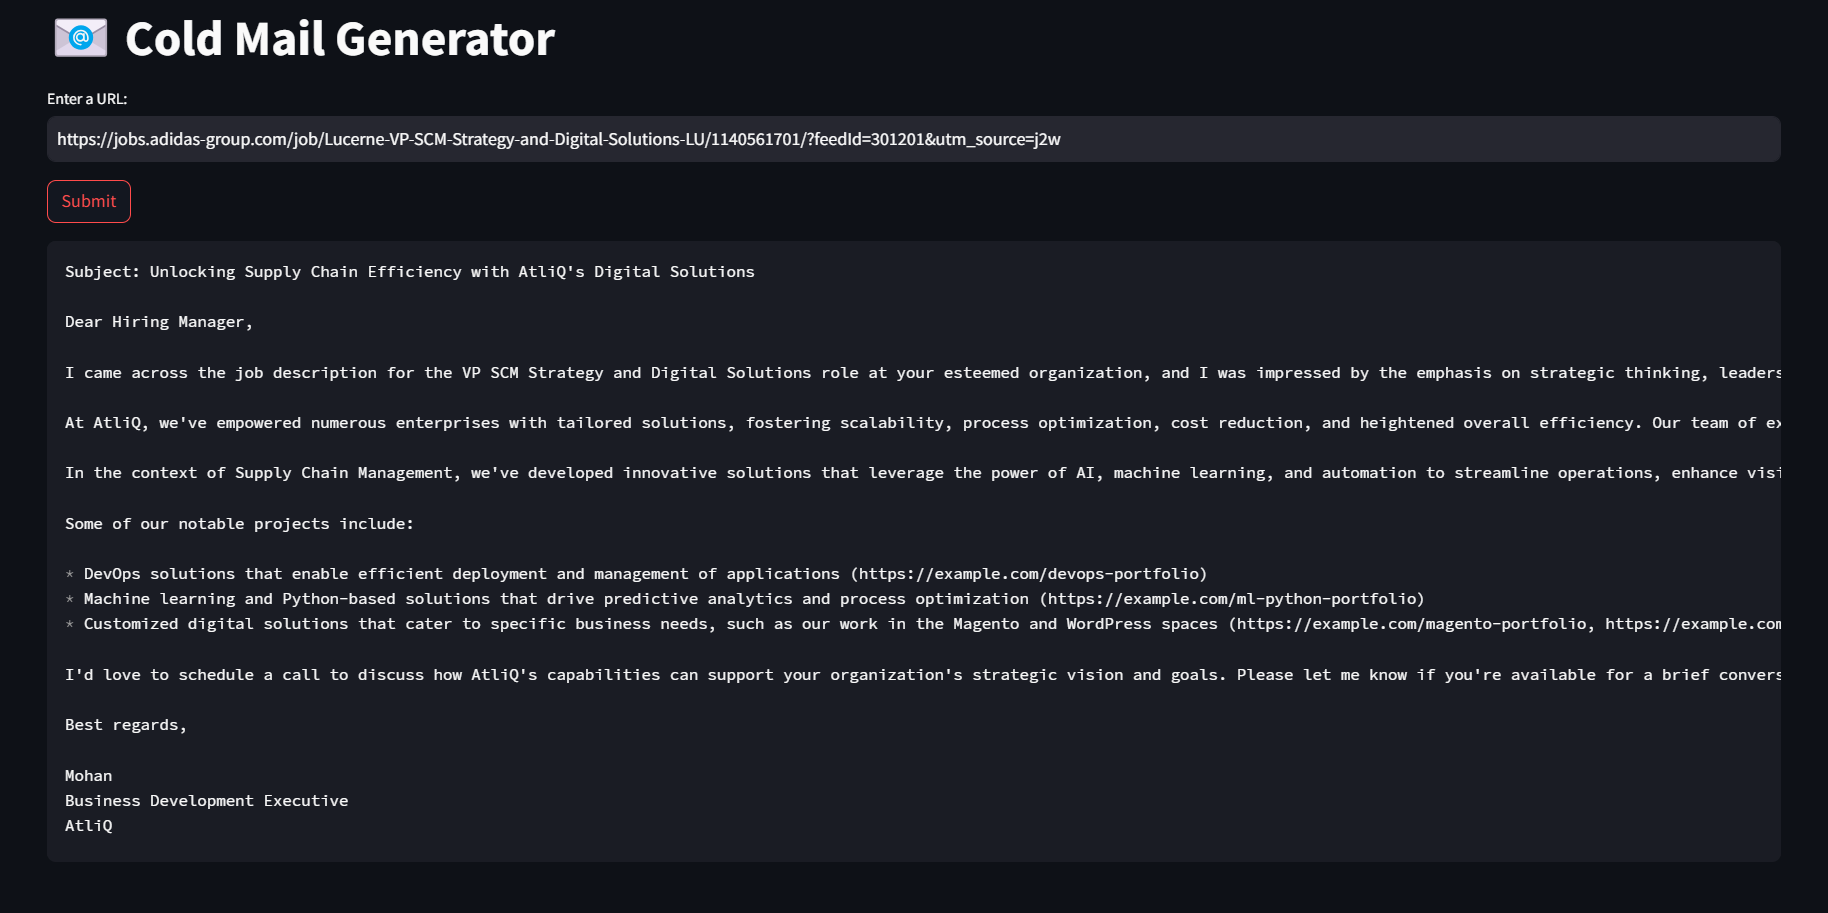 Cold Mail Generator
Enter a URL:
https://jobs.adidas-group.com/job/Lucerne-VP-SCM-Strategy-and-Digital-Solutions-LU/1140561701/?feedId=301201&utm_source=j2w
Submit
Subject: Unlocking Supply Chain Efficiency with AtliQ's Digital Solutions
Dear Hiring Manager,
I came across the job description for the VP SCM Strategy and Digital Solutions role at your esteemed organization, and I was impressed by the emphasis on strategic thinking, leaders
At AtliQ, we've empowered numerous enterprises with tailored solutions, fostering scalability, process optimization, cost reduction, and heightened overall efficiency. Our team of ex
In the context of Supply Chain Management, we've developed innovative solutions that leverage the power of AI, machine learning, and automation to streamline operations, enhance visi
Some of our notable projects include:
* DevOps solutions that enable efficient deployment and management of applications (https://example.com/devops-portfolio)
* Machine learning and Python-based solutions that drive predictive analytics and process optimization (https://example.com/ml-python-portfolio)
* Customized digital solutions that cater to specific business needs, such as our work in the Magento and WordPress spaces (https://example.com/magento-portfolio, https://example.com
I'd love to schedule a call to discuss how AtliQ's capabilities can support your organization's strategic vision and goals. Please let me know if you're available for a brief convers
Best regards,
Mohan
Business Development Executive
AtliQ